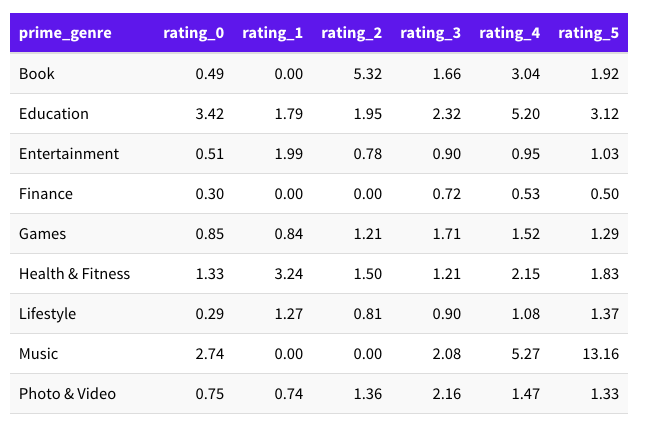 prime_genre rating_0 rating_1 rating_2 rating_3 rating_4 rating_5
Book 0.49 0.00 5.32 1.66 3.04 1.92
Education 3.42 1.79 1.95 2.32 5.20 3.12
Entertainment 0.51 1.99 0.78 0.90 0.95 1.03
Finance 0.30 0.00 0.00 0.72 0.53 0.50
Games 0.85 0.84 1.21 1.71 1.52 1.29
Health & Fitness 1.33 3.24 1.50 1.21 2.15 1.83
Lifestyle 0.29 1.27 0.81 0.90 1.08 1.37
Music 2.74 0.00 0.00 2.08 5.27 13.16
Photo & Video 0.75 0.74 1.36 2.16 1.47 1.33